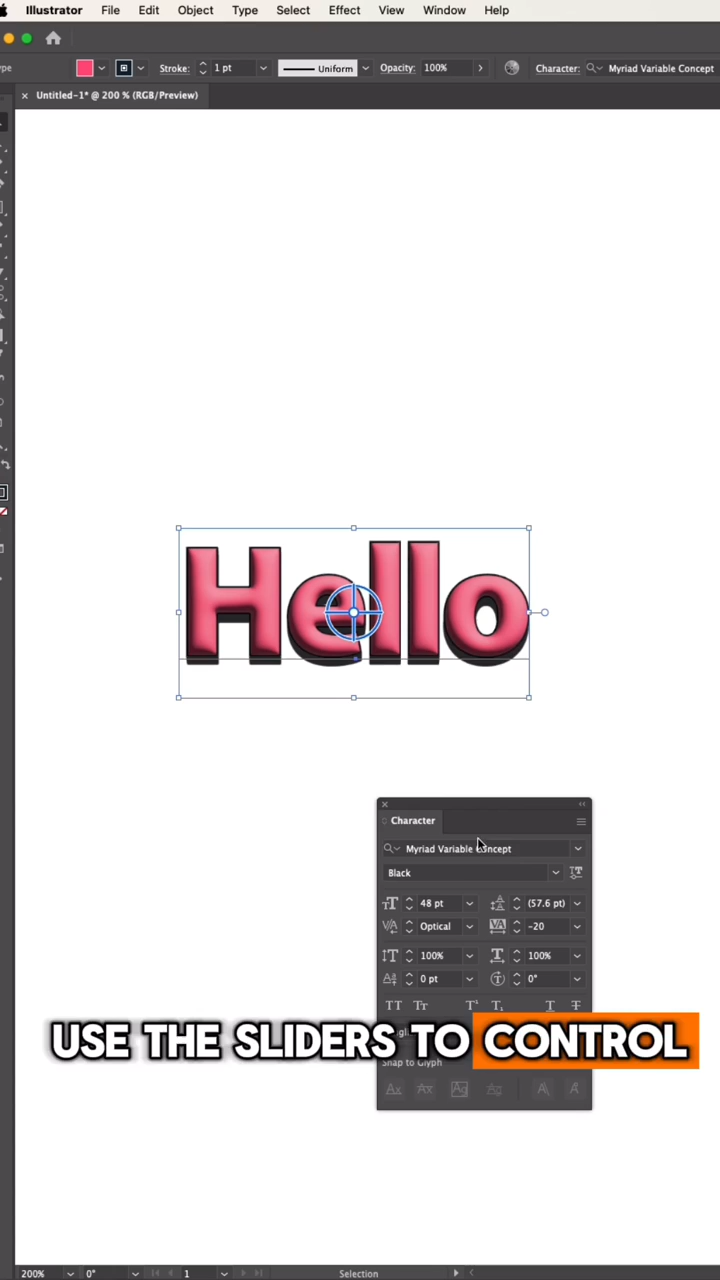 Illustrator File Edit Object Type Select Effect View Window Help
Stroke: 1 pt Uniform Opacity: 100% Character: Myriad Variable Concept
× Untitled-1* @ 200 % (RGB/Preview)
Hello
Character
Myriad Variable Concept
Black
48 pt (57.6 pt)
Optical -20
100% 100%
0 pt 0°
USE THE SLIDERS TO CONTROL
Snap to Glyph
200% 0° 1 Selection